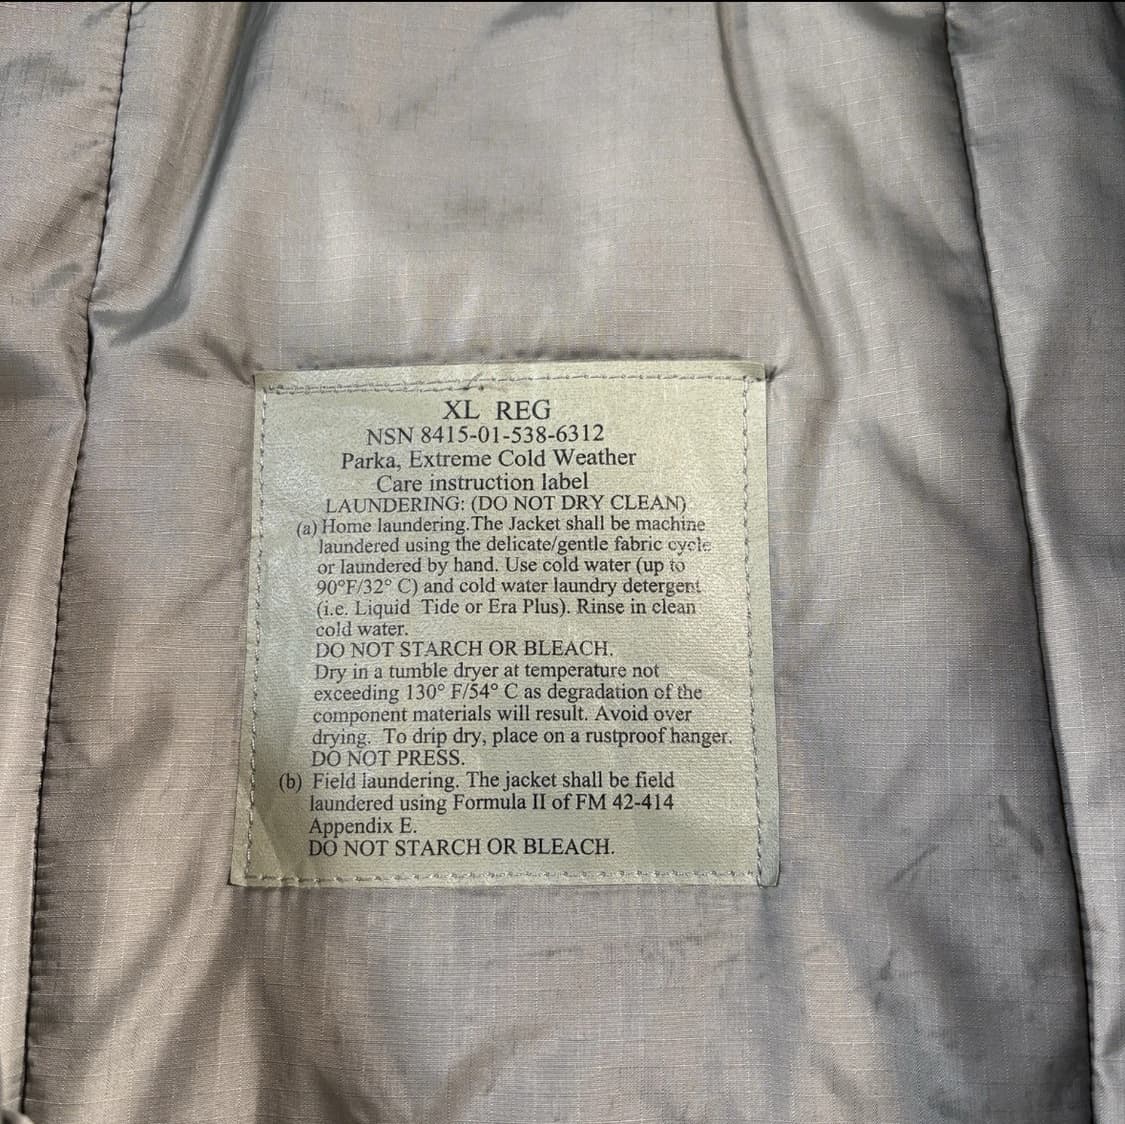 XL REG
NSN 8415-01-538-6312
Parka, Extreme Cold Weather
Care instruction label
LAUNDERING: (DO NOT DRY CLEAN)
(a) Home laundering. The Jacket shall be machine
laundered using the delicate/gentle fabric cycle
or laundered by hand. Use cold water (up to
90°F/32° C) and cold water laundry detergent
(i.e. Liquid Tide or Era Plus). Rinse in clean
cold water.
DO NOT STARCH OR BLEACH.
Dry in a tumble dryer at temperature not
exceeding 130° F/54° C as degradation of the
component materials will result. Avoid over
drying. To drip dry, place on a rustproof hanger.
DO NOT PRESS.
(b) Field laundering. The jacket shall be field
laundered using Formula II of FM 42-414
Appendix E.
DO NOT STARCH OR BLEACH.